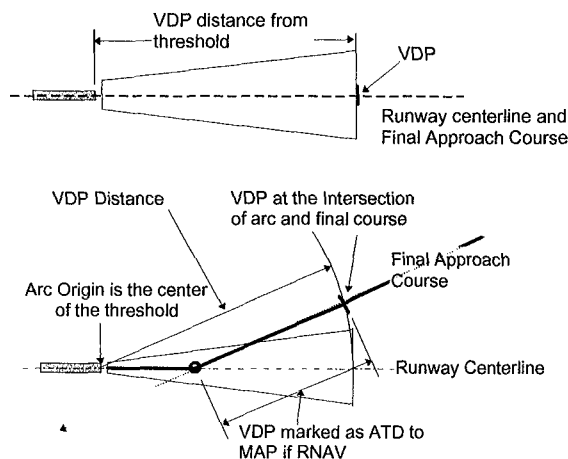 VDP distance from
threshold
VDP
Runway centerline and
Final Approach Course
VDP Distance
VDP at the Intersection
of arc and final course
Final Approach
Course
Arc Origin is the center
of the threshold
Runway Centerline
VDP marked as ATD to
MAP if RNAV